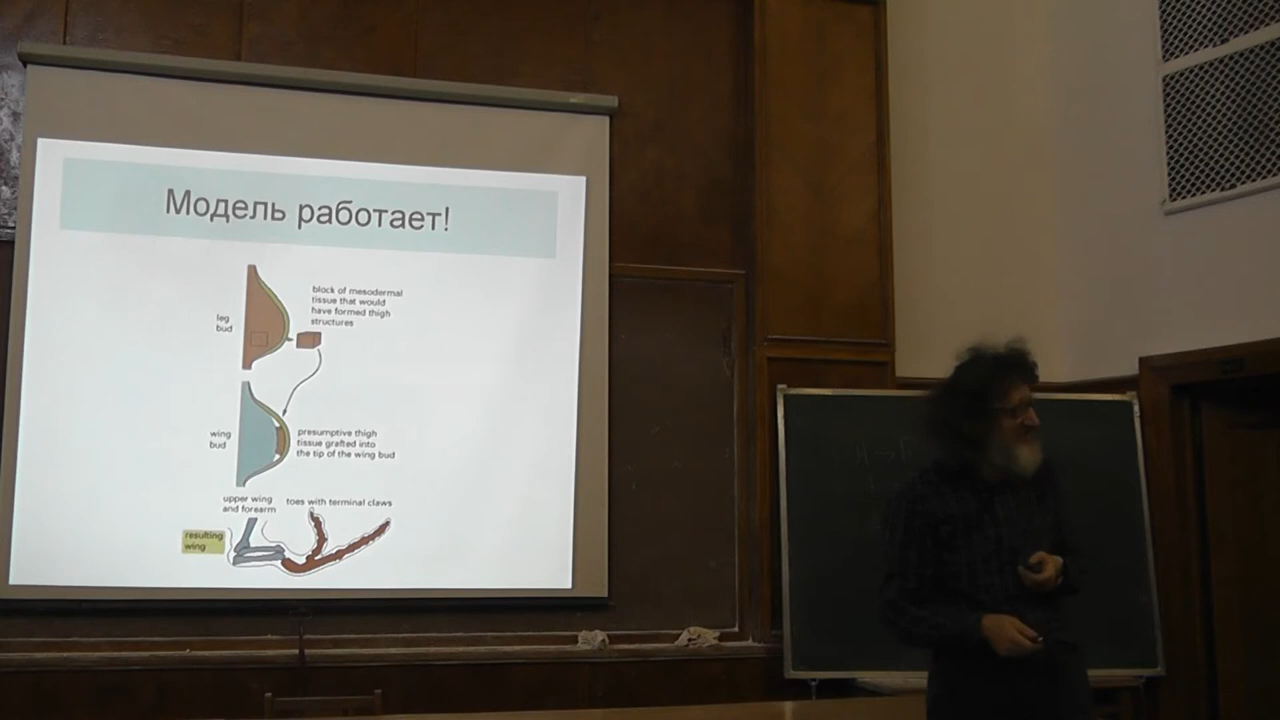 Модель работает!
leg
bud
block of mesodermal
tissue that would
have formed thigh
structures
wing
bud
presumptive thigh
tissue grafted into
the tip of the wing bud
upper wing
and forearm
toes with terminal claws
resulting
wing